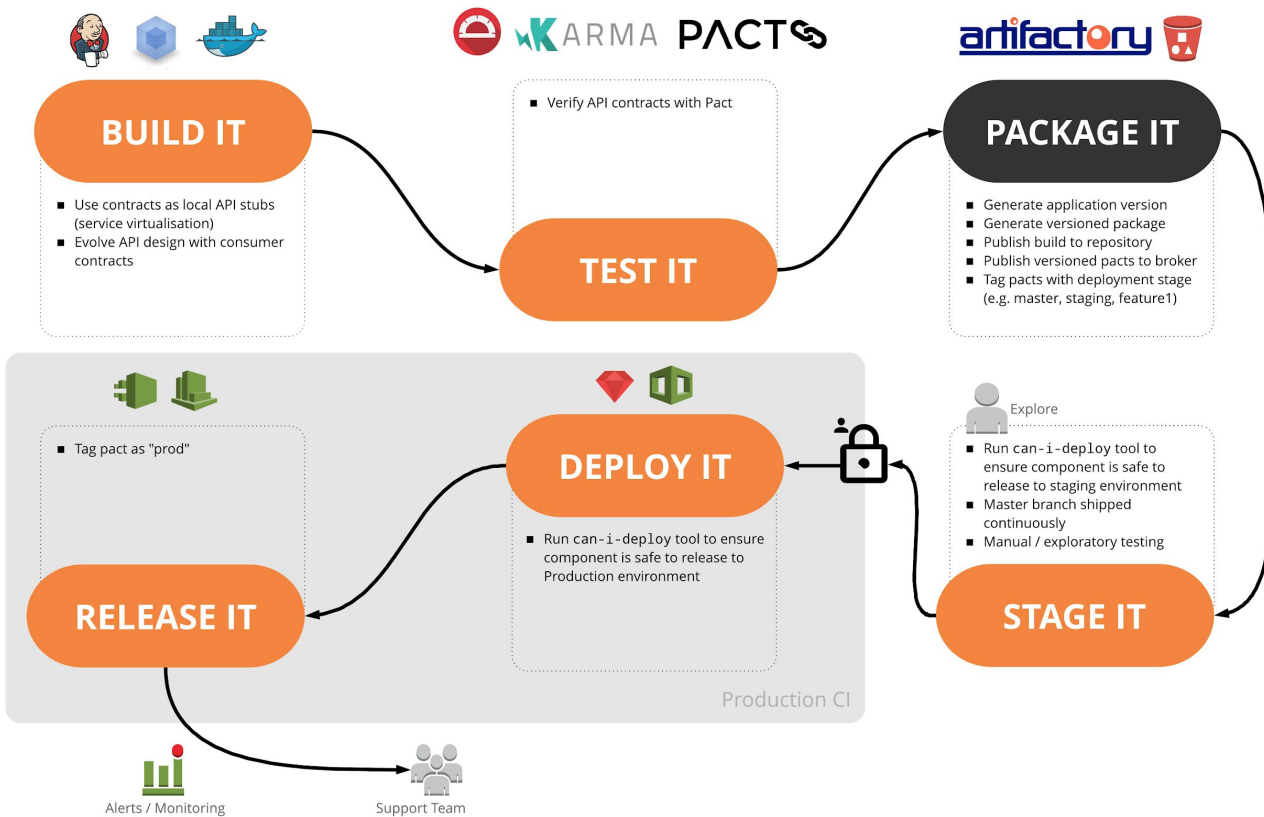 KARMA PACTS
artifactory
BUILD IT
■ Use contracts as local API stubs
(service virtualisation)
■ Evolve API design with consumer
contracts
■ Verify API contracts with Pact
TEST IT
PACKAGE IT
■ Generate application version
■ Generate versioned package
■ Publish build to repository
■ Publish versioned pacts to broker
■ Tag pacts with deployment stage
(e.g. master, staging, feature1)
Explore
■ Run can-i-deploy tool to
ensure component is safe to
release to staging environment
■ Master branch shipped
continuously
■ Manual / exploratory testing
STAGE IT
DEPLOY IT
■ Run can-i-deploy tool to ensure
component is safe to release to
Production environment
■ Tag pact as "prod"
RELEASE IT
Production CI
Alerts / Monitoring
Support Team